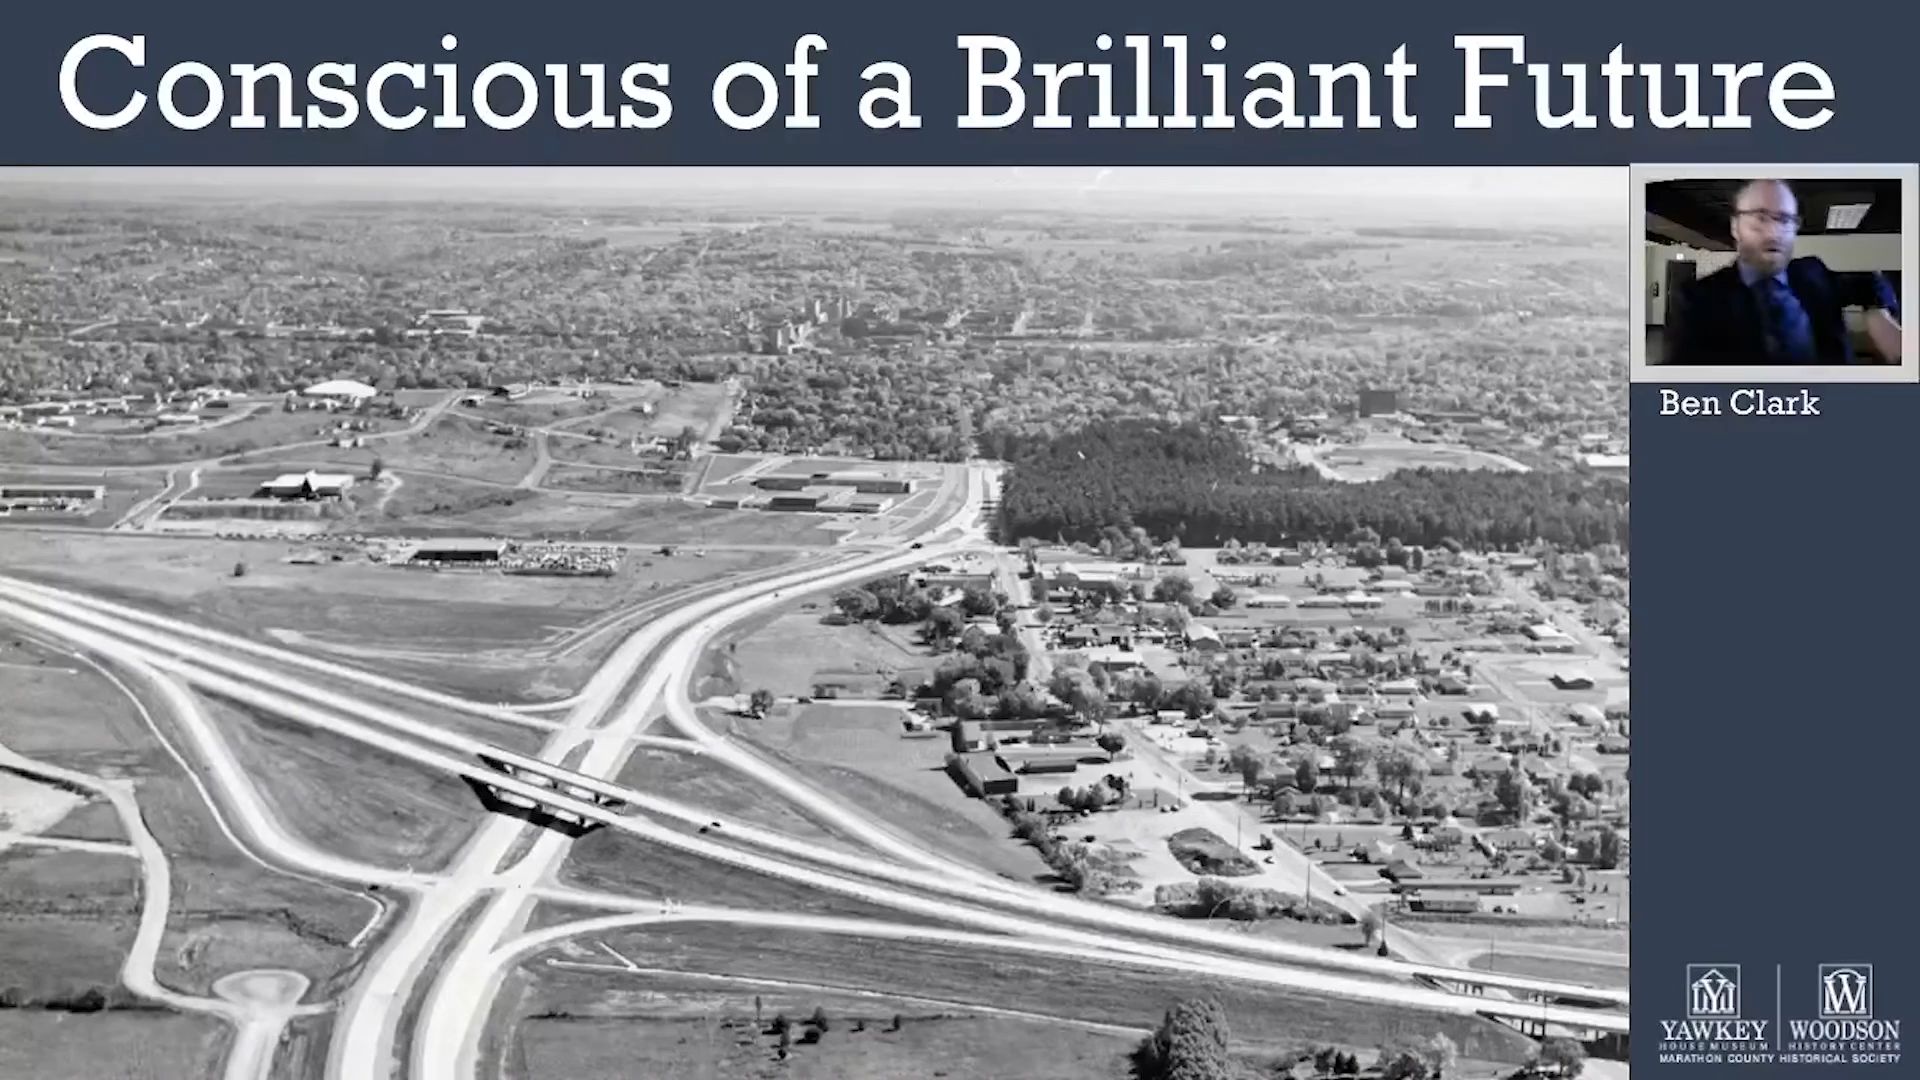 Conscious of a Brilliant Future
Ben Clark
YAWKEY
HOUSE MUSEUM
WOODSON
HISTORY CENTER
MARATHON COUNTY HISTORICAL SOCIETY